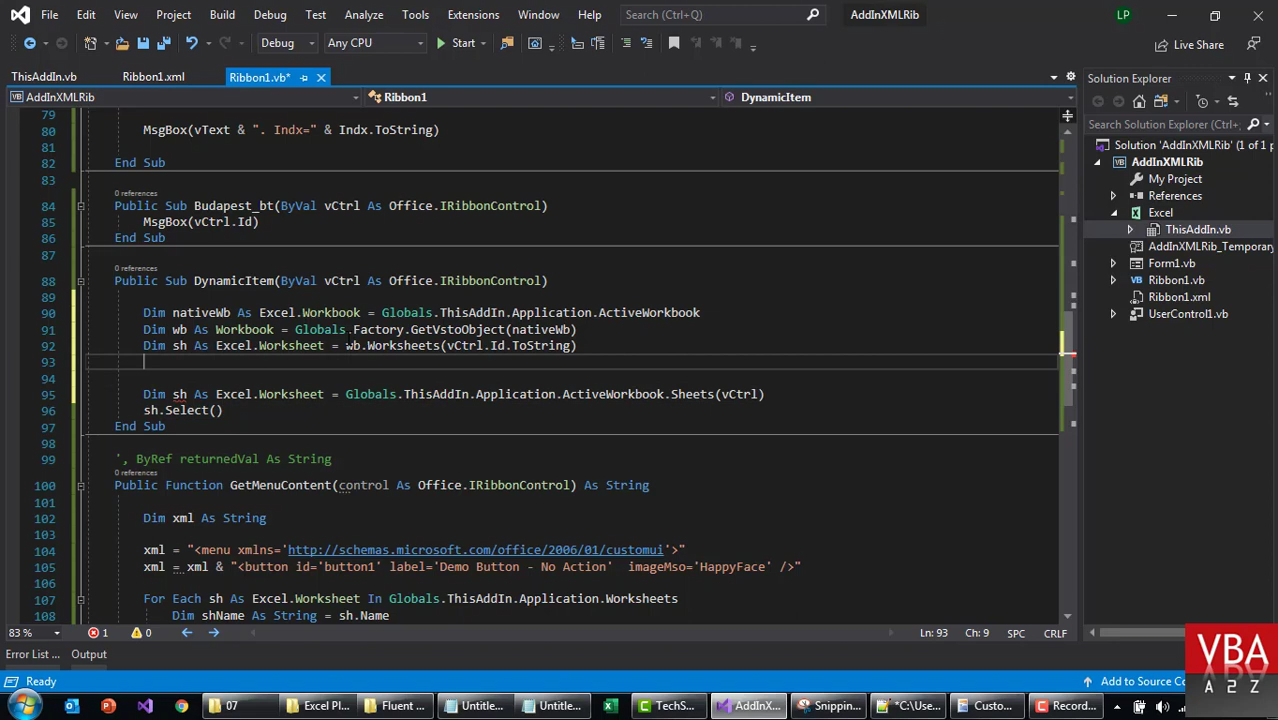 File Edit View Project Build Debug Test Analyze Tools Extensions Window Help Search (Ctrl+Q) AddInXMLRib LP
Debug Any CPU Start Live Share
ThisAddIn.vb Ribbon1.xml Ribbon1.vb*
AddInXMLRib Ribbon1 DynamicItem
79
80 MsgBox(vText & ". Indx=" & Indx.ToString)
81
82 End Sub
83
0 references
84 Public Sub Budapest_bt(ByVal vCtrl As Office.IRibbonControl)
85 MsgBox(vCtrl.Id)
86 End Sub
87
0 references
88 Public Sub DynamicItem(ByVal vCtrl As Office.IRibbonControl)
89
90 Dim nativeWb As Excel.Workbook = Globals.ThisAddIn.Application.ActiveWorkbook
91 Dim wb As Workbook = Globals.Factory.GetVstoObject(nativeWb)
92 Dim sh As Excel.Worksheet = wb.Worksheets(vCtrl.Id.ToString)
93
94
95 Dim sh As Excel.Worksheet = Globals.ThisAddIn.Application.ActiveWorkbook.Sheets(vCtrl)
96 sh.Select()
97 End Sub
98
99 ', ByRef returnedVal As String
0 references
100 Public Function GetMenuContent(control As Office.IRibbonControl) As String
101
102 Dim xml As String
103
104 xml = "<menu xmlns='http://schemas.microsoft.com/office/2006/01/customui'>"
105 xml = xml & "<button id='button1' label='Demo Button - No Action'  imageMso='HappyFace' />"
106
107 For Each sh As Excel.Worksheet In Globals.ThisAddIn.Application.Worksheets
108 Dim shName As String = sh.Name
83 % 1 0 Ln: 93 Ch: 9 SPC CRLF
Error List ... Output
Ready Add to Source Co
Solution Explorer
Search Solution Explorer (Ctrl+
Solution 'AddInXMLRib' (1 of 1 p
AddInXMLRib
My Project
References
Excel
ThisAddIn.vb
AddInXMLRib_Temporary
Form1.vb
Ribbon1.vb
Ribbon1.xml
UserControl1.vb
VBA
A 2 Z
07 Excel Pl... Fluent ... Untitle... Untitle... TechS... AddInX... Snippin... *C:\Use... Custo... Record...